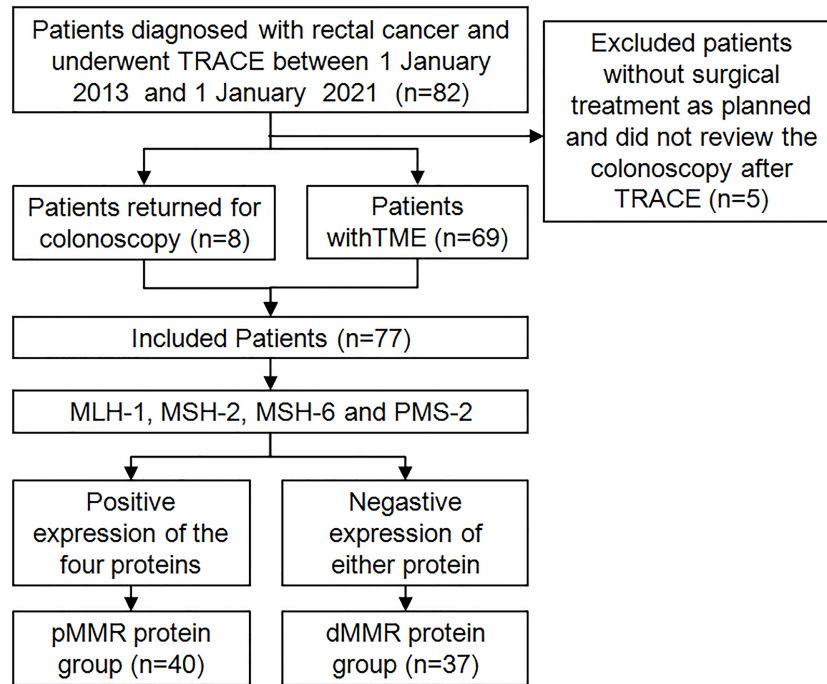 Patients diagnosed with rectal cancer and
underwent TRACE between 1 January
2013 and 1 January 2021 (n=82)
Excluded patients
without surgical
treatment as planned
and did not review the
colonoscopy after
TRACE (n=5)
Patients returned for
colonoscopy (n=8)
Patients
withTME (n=69)
Included Patients (n=77)
MLH-1, MSH-2, MSH-6 and PMS-2
Positive
expression of the
four proteins
Negastive
expression of
either protein
pMMR protein
group (n=40)
dMMR protein
group (n=37)